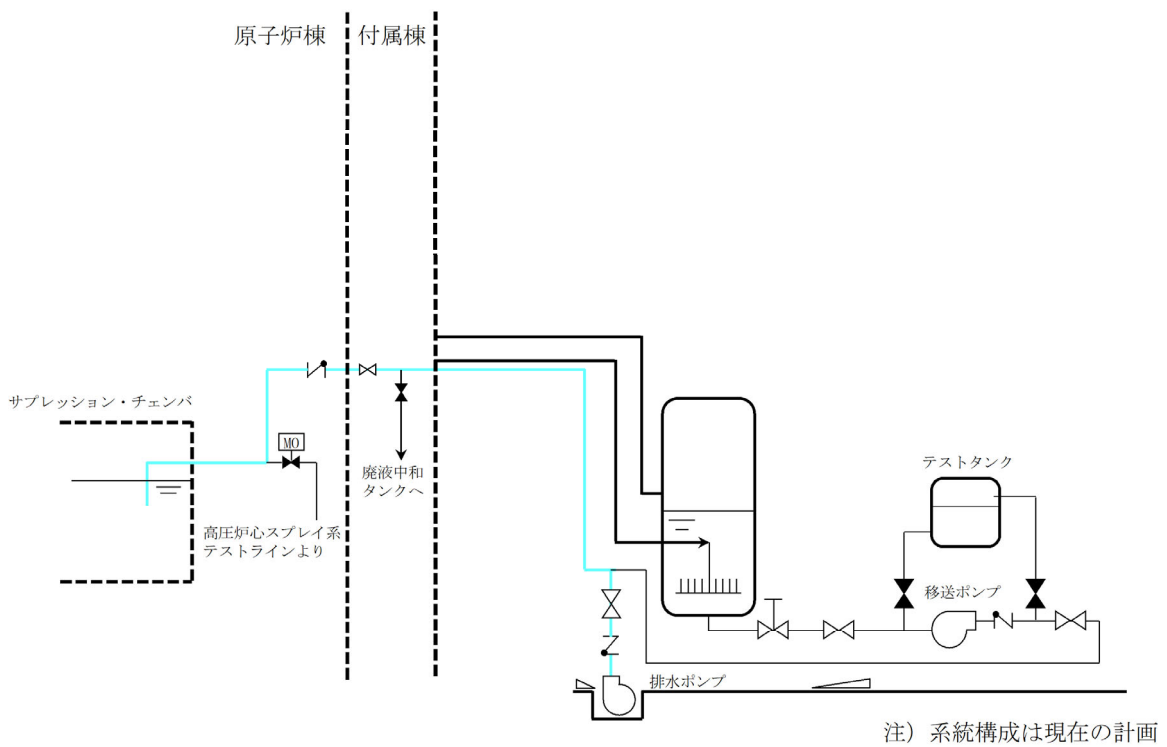 原子炉棟
付属棟
サプレッション・チェンバ
MO
高圧炉心スプレイ系
テストラインより
廃液中和
タンクへ
テストタンク
移送ポンプ
排水ポンプ
注）系統構成は現在の計画